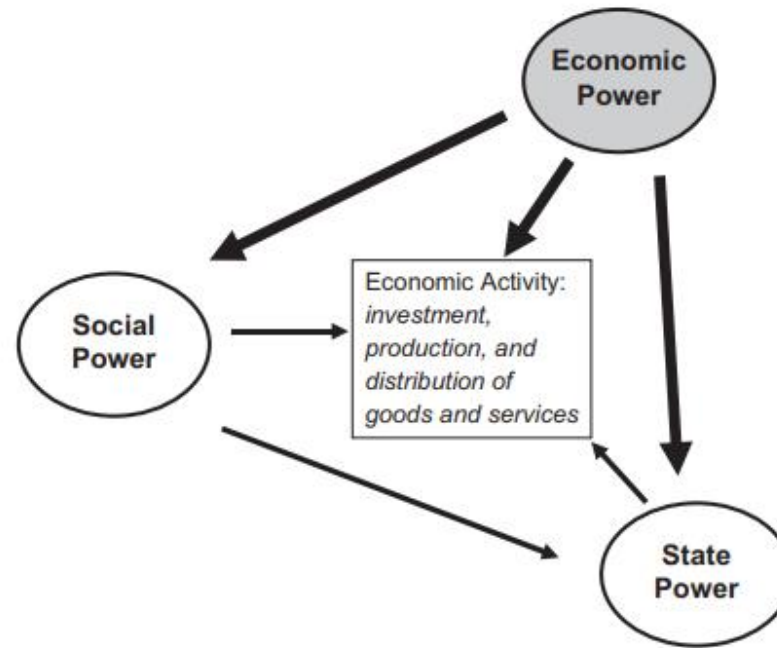 Economic
Power
Economic Activity:
investment,
production, and
distribution of
goods and services
Social
Power
State
Power